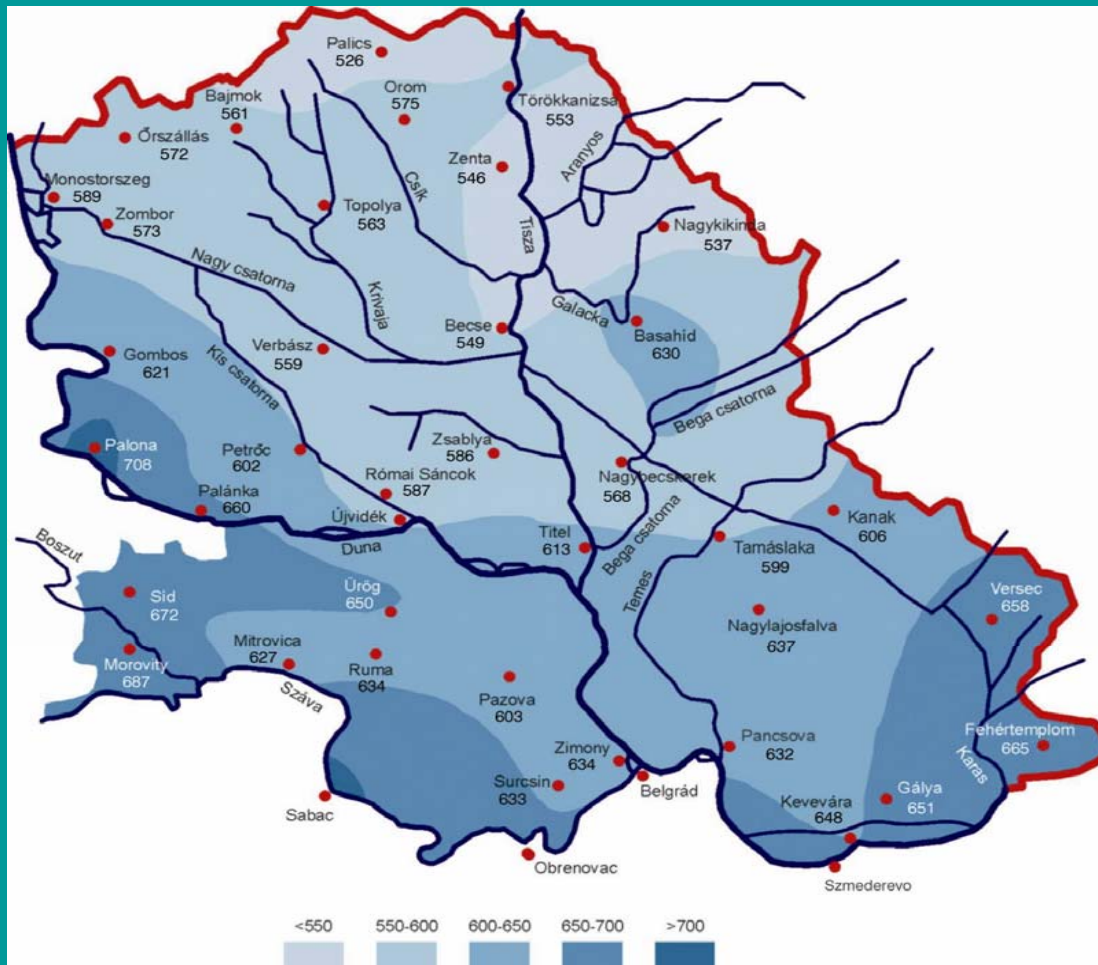 Palics
526
Orom
575
Törökkanizsa
553
Bajmok
561
Őrszállás
572
Zenta
546
Aranyos
Csík
Monostorszeg
589
Topolya
563
Zombor
573
Tisza
Nagykikinda
537
Nagy csatorna
Krivaja
Galacka
Becse
549
Basahid
630
Verbász
559
Gombos
621
Kis csatorna
Bega csatorna
Palona
708
Petrőc
602
Zsablya
586
Nagybecskerek
568
Római Sáncok
587
Palánka
660
Újvidék
Kanak
606
Boszut
Duna
Titel
613
Bega csatorna
Tamáslaka
599
Sid
672
Ürög
650
Temes
Versec
658
Nagylajosfalva
637
Mitrovica
627
Morovity
687
Ruma
634
Száva
Pazova
603
Fehértemplom
665
Pancsova
632
Zimony
634
Karas
Surcsin
633
Belgrád
Gálya
651
Sabac
Kevevára
648
Obrenovac
Szmederevo
<550 550-600 600-650 650-700 >700